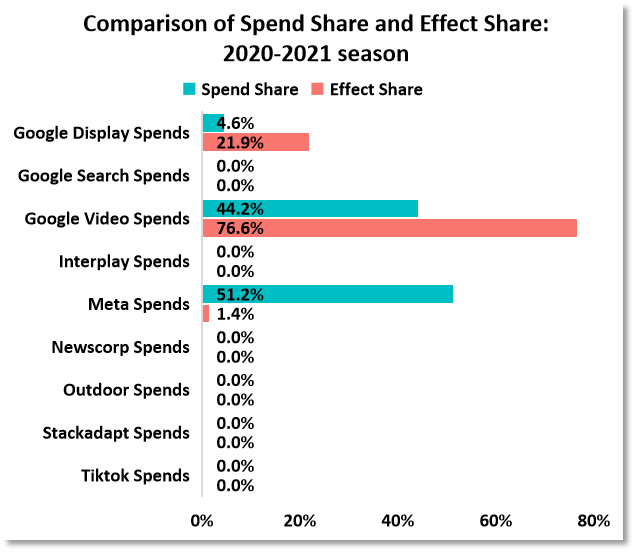 Comparison of Spend Share and Effect Share:
2020-2021 season
Spend Share Effect Share
Google Display Spends 4.6%
21.9%
Google Search Spends 0.0%
0.0%
Google Video Spends 44.2%
76.6%
Interplay Spends 0.0%
0.0%
Meta Spends 51.2%
1.4%
Newscorp Spends 0.0%
0.0%
Outdoor Spends 0.0%
0.0%
Stackadapt Spends 0.0%
0.0%
Tiktok Spends 0.0%
0.0%
0% 20% 40% 60% 80%